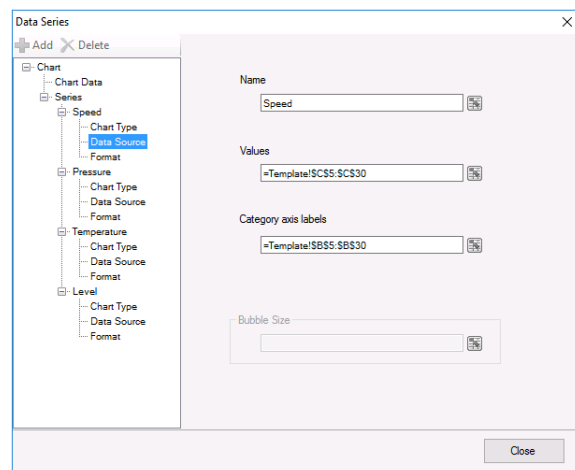 Data Series
Add Delete
Chart
Chart Data
Series
Speed
Chart Type
Data Source
Format
Pressure
Chart Type
Data Source
Format
Temperature
Chart Type
Data Source
Format
Level
Chart Type
Data Source
Format
Name
Speed
Values
=Template!$C$5:$C$30
Category axis labels
=Template!$B$5:$B$30
Bubble Size
Close